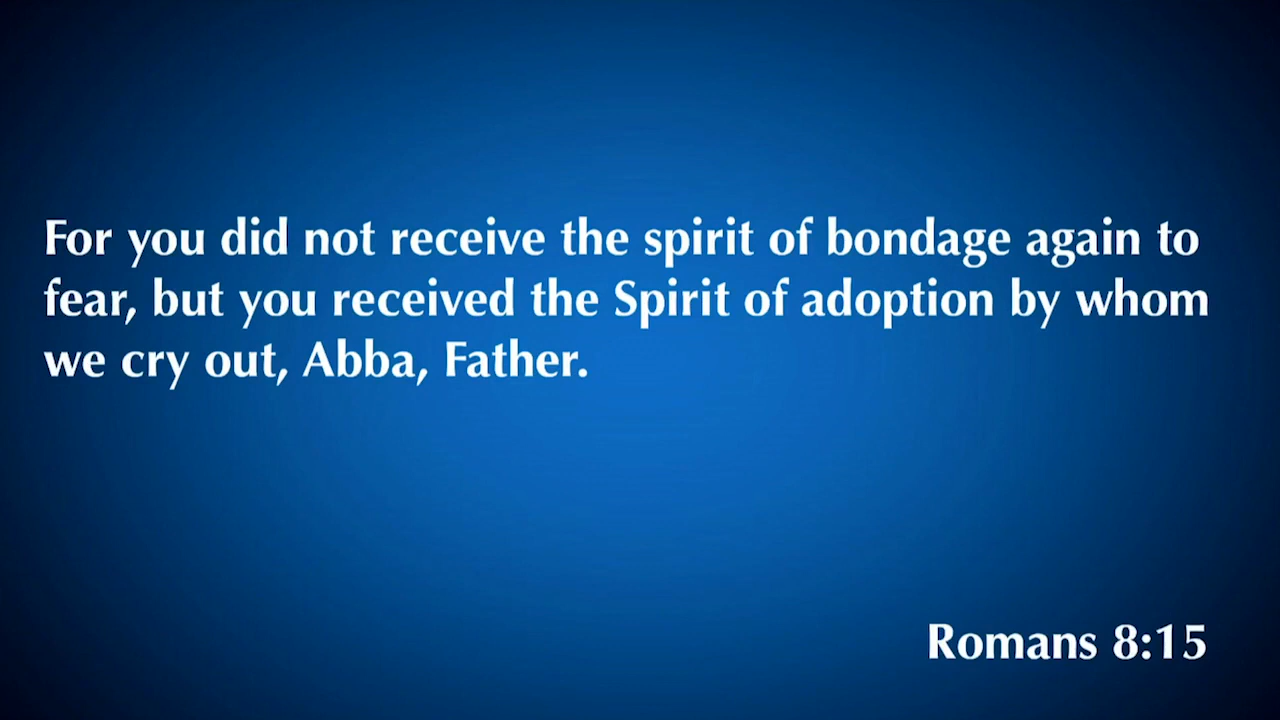 For you did not receive the spirit of bondage again to
fear, but you received the Spirit of adoption by whom
we cry out, Abba, Father.
Romans 8:15